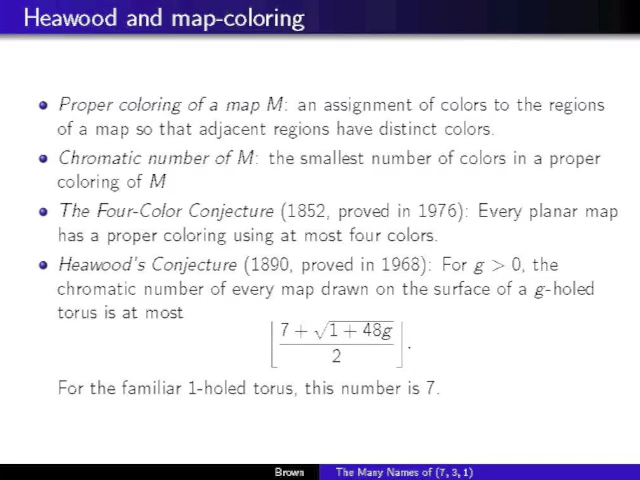 Heawood and map-coloring
Proper coloring of a map M: an assignment of colors to the regions
of a map so that adjacent regions have distinct colors.
Chromatic number of M: the smallest number of colors in a proper
coloring of M
The Four-Color Conjecture (1852, proved in 1976): Every planar map
has a proper coloring using at most four colors.
Heawood's Conjecture (1890, proved in 1968): For g > 0, the
chromatic number of every map drawn on the surface of a g-holed
torus is at most
⌊(7 + √(1 + 48g))/2⌋.
For the familiar 1-holed torus, this number is 7.
Brown The Many Names of (7, 3, 1)